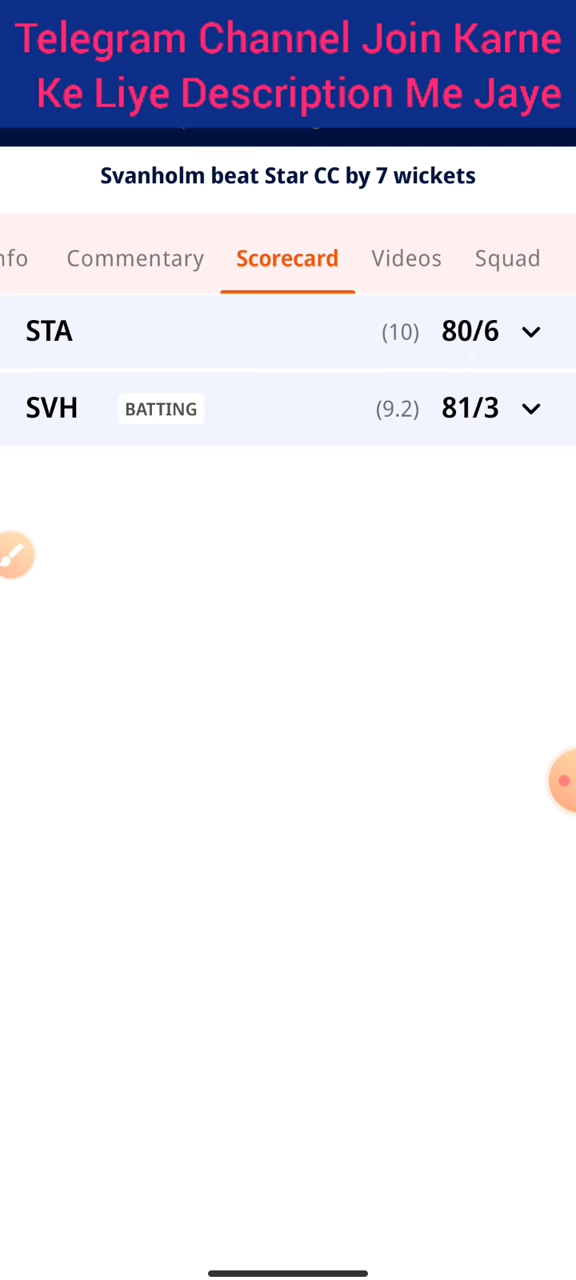 Telegram Channel Join Karne
Ke Liye Description Me Jaye
Svanholm beat Star CC by 7 wickets
nfo Commentary Scorecard Videos Squad
STA (10) 80/6
SVH BATTING (9.2) 81/3